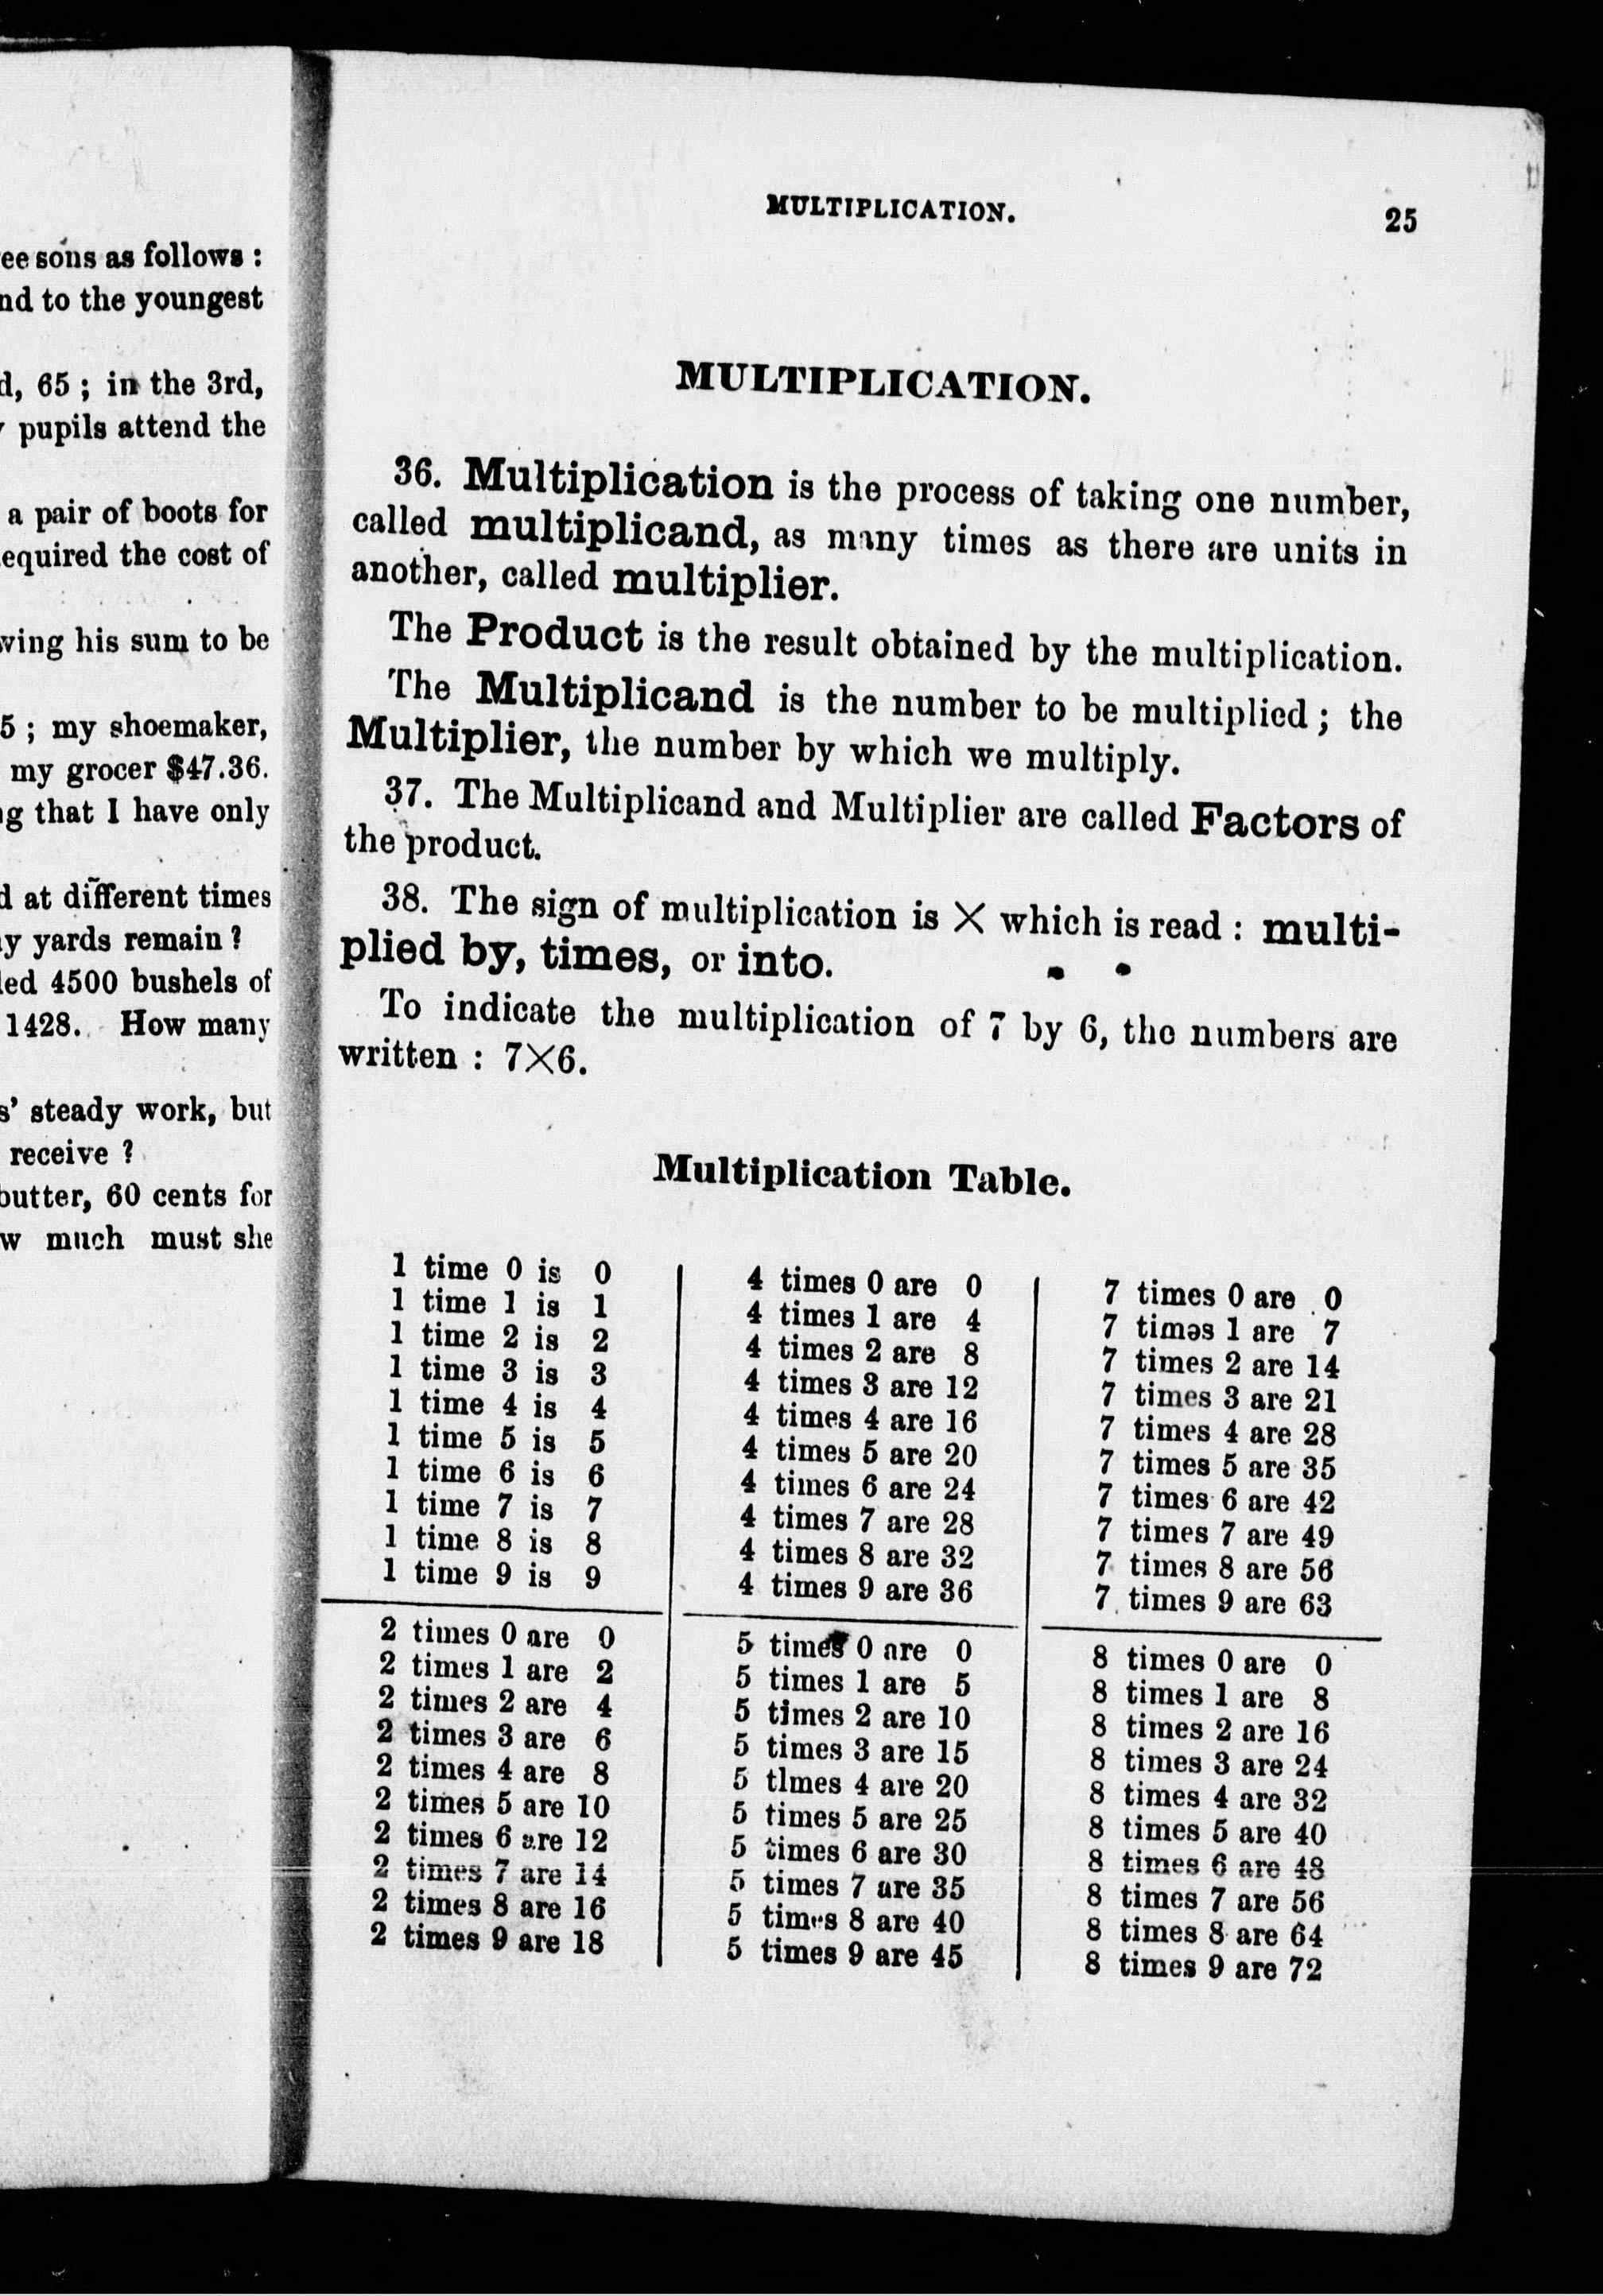 ee sons as follows :
nd to the youngest
d, 65 ; in the 3rd,
pupils attend the
a pair of boots for
equired the cost of
wing his sum to be
5 ; my shoemaker,
my grocer $47.36.
g that I have only
d at different times
y yards remain ?
led 4500 bushels of
1428. How many
s' steady work, but
receive ?
butter, 60 cents for
w much must she
MULTIPLICATION. 25
MULTIPLICATION.
36. Multiplication is the process of taking one number,
called multiplicand, as many times as there are units in
another, called multiplier.
The Product is the result obtained by the multiplication.
The Multiplicand is the number to be multiplied ; the
Multiplier, the number by which we multiply.
37. The Multiplicand and Multiplier are called Factors of
the product.
38. The sign of multiplication is × which is read : multi-
plied by, times, or into.
To indicate the multiplication of 7 by 6, the numbers are
written : 7×6.
Multiplication Table.
1 time 0 is 0
1 time 1 is 1
1 time 2 is 2
1 time 3 is 3
1 time 4 is 4
1 time 5 is 5
1 time 6 is 6
1 time 7 is 7
1 time 8 is 8
1 time 9 is 9
2 times 0 are 0
2 times 1 are 2
2 times 2 are 4
2 times 3 are 6
2 times 4 are 8
2 times 5 are 10
2 times 6 are 12
2 times 7 are 14
2 times 8 are 16
2 times 9 are 18
4 times 0 are 0
4 times 1 are 4
4 times 2 are 8
4 times 3 are 12
4 times 4 are 16
4 times 5 are 20
4 times 6 are 24
4 times 7 are 28
4 times 8 are 32
4 times 9 are 36
5 times 0 are 0
5 times 1 are 5
5 times 2 are 10
5 times 3 are 15
5 tlmes 4 are 20
5 times 5 are 25
5 times 6 are 30
5 times 7 are 35
5 times 8 are 40
5 times 9 are 45
7 times 0 are 0
7 times 1 are 7
7 times 2 are 14
7 times 3 are 21
7 times 4 are 28
7 times 5 are 35
7 times 6 are 42
7 times 7 are 49
7 times 8 are 56
7 times 9 are 63
8 times 0 are 0
8 times 1 are 8
8 times 2 are 16
8 times 3 are 24
8 times 4 are 32
8 times 5 are 40
8 times 6 are 48
8 times 7 are 56
8 times 8 are 64
8 times 9 are 72